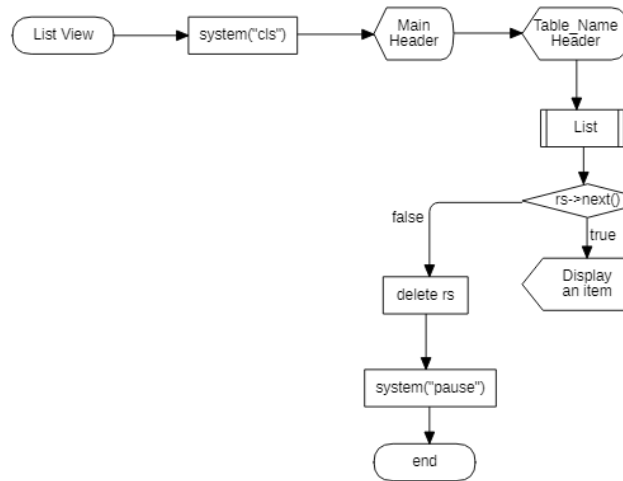 List View
system("cls")
Main
Header
Table_Name
Header
List
rs->next()
false
true
Display
an item
delete rs
system("pause")
end